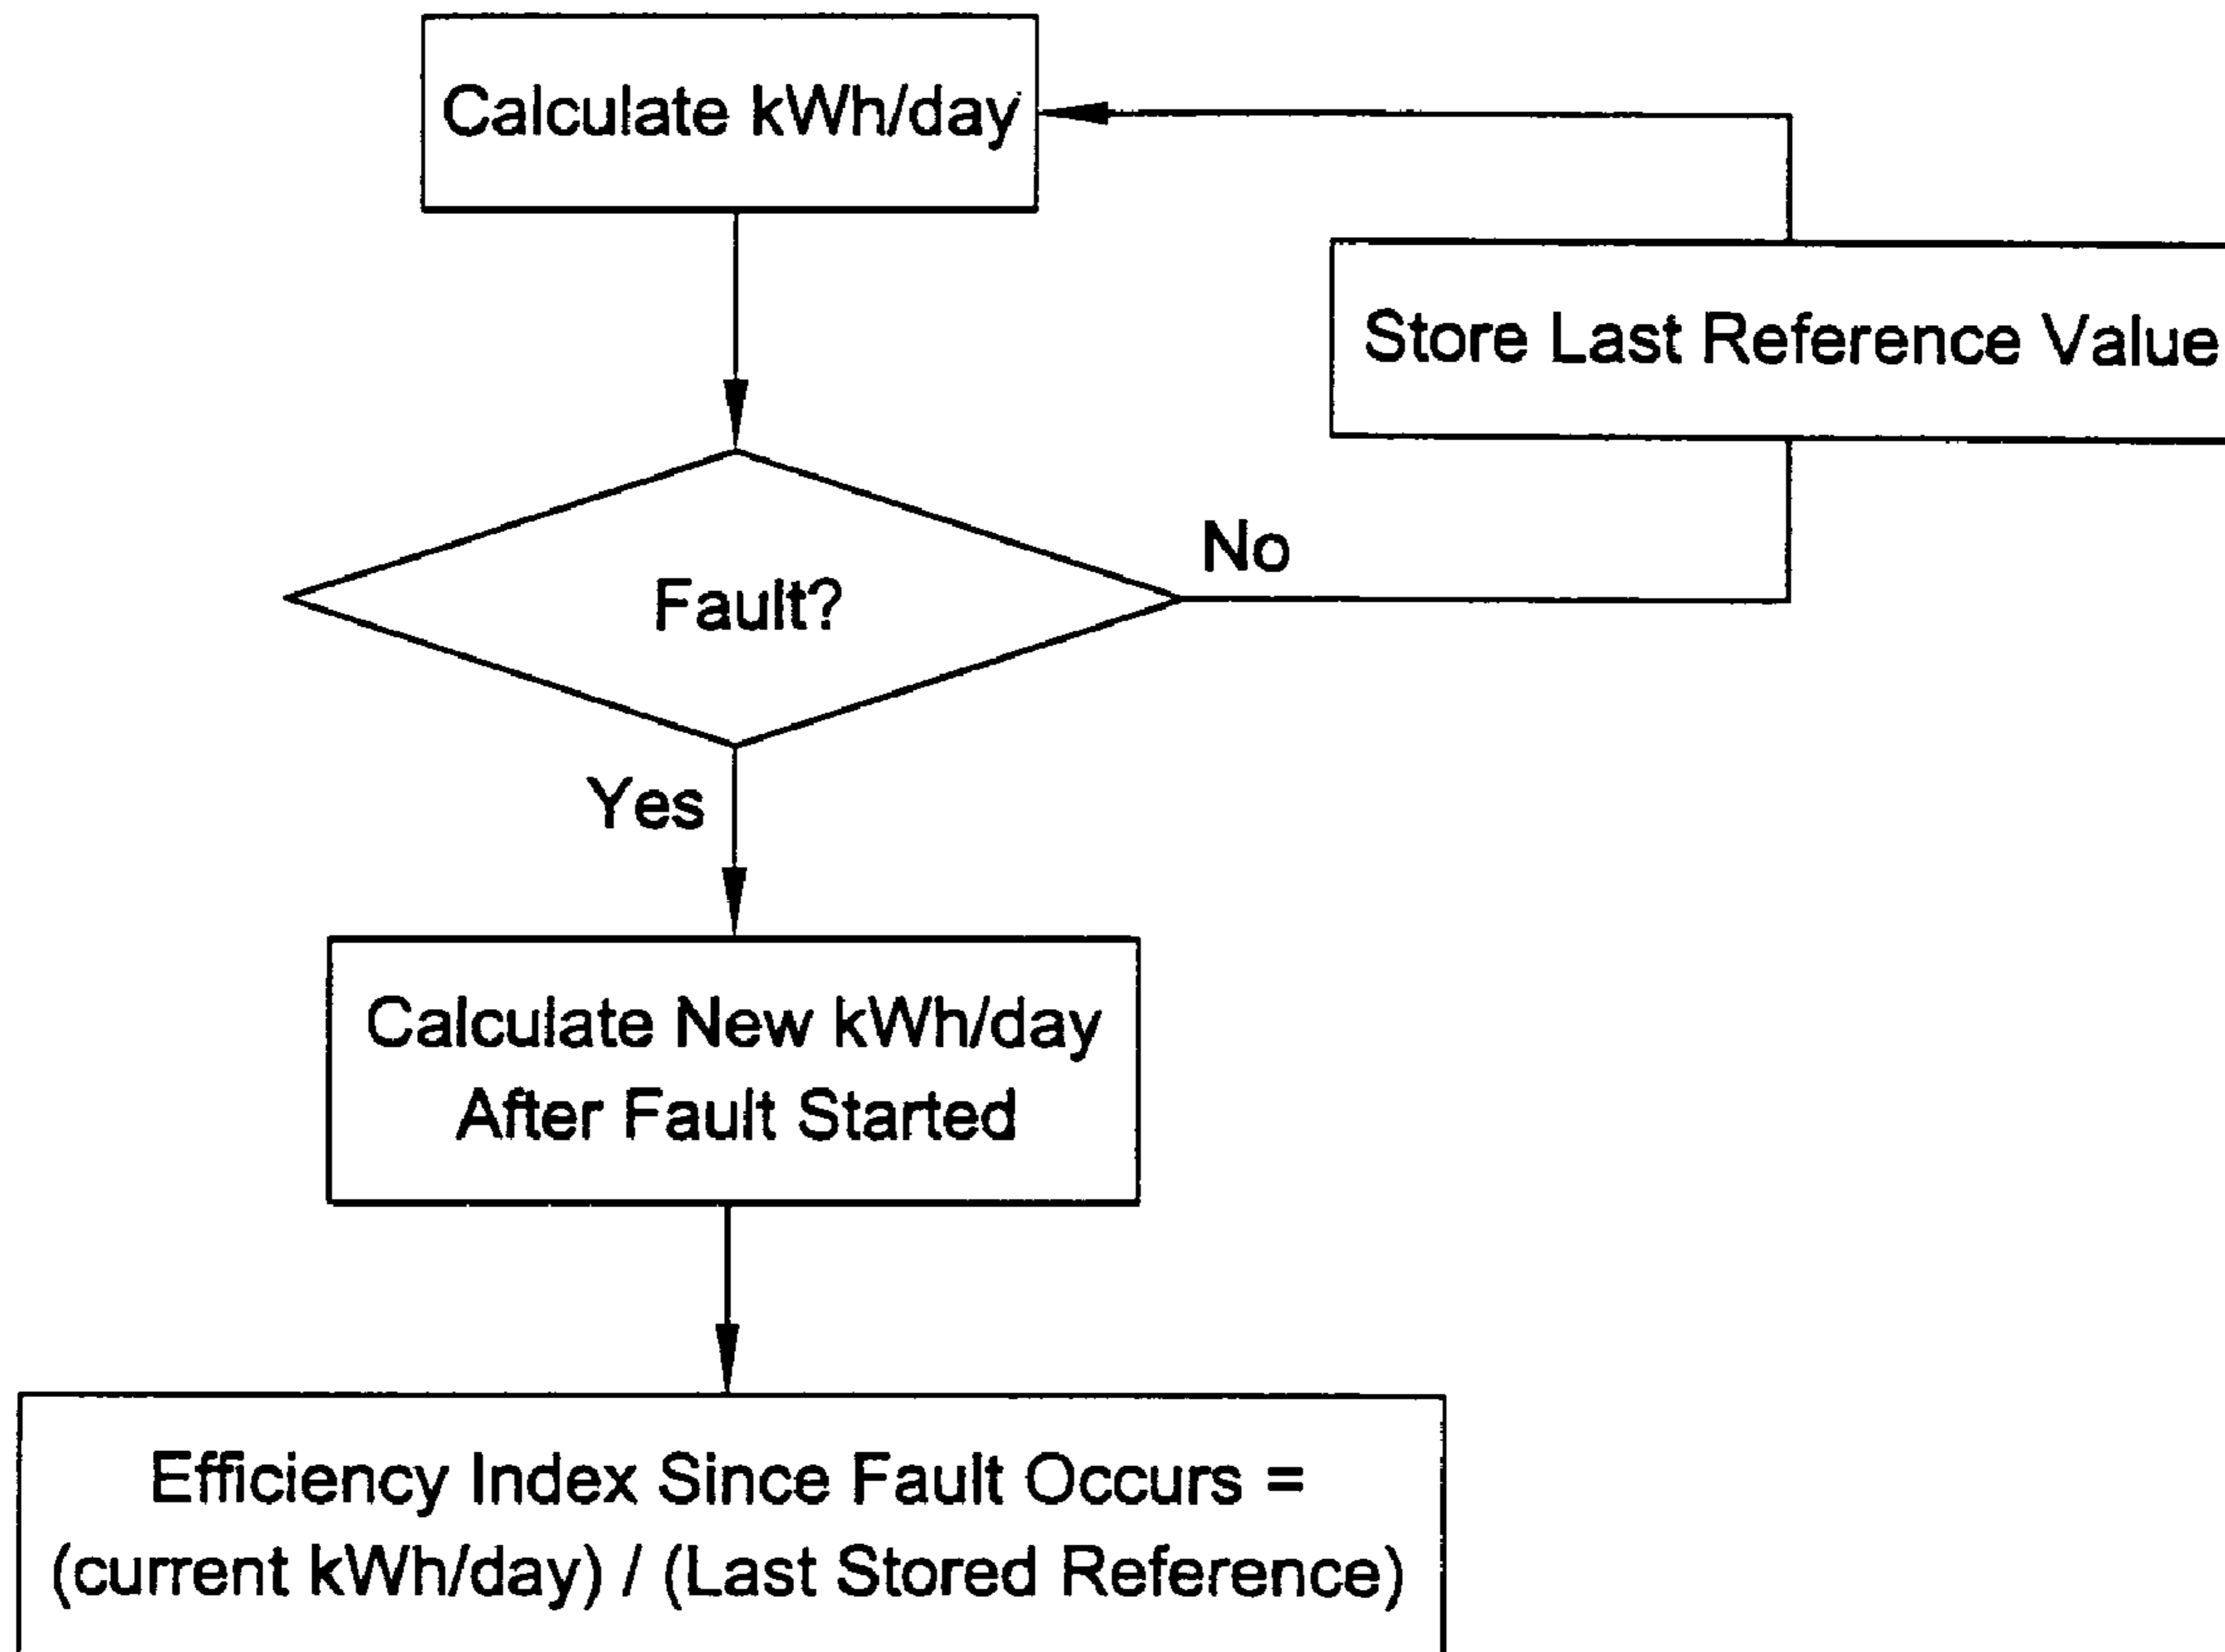 Calculate kWh/day
Store Last Reference Value
No
Fault?
Yes
Calculate New kWh/day
After Fault Started
Efficiency Index Since Fault Occurs =
(current kWh/day) / (Last Stored Reference)